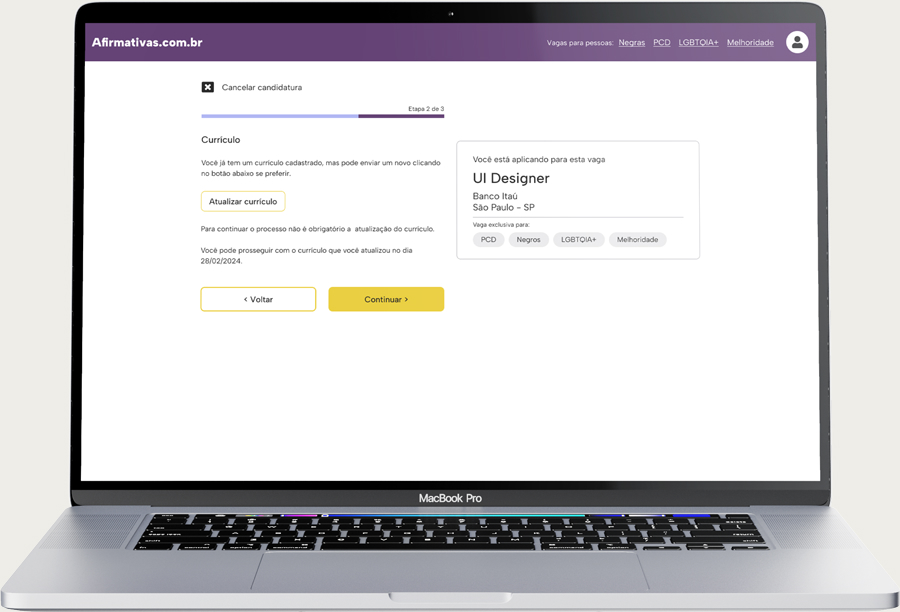 Afirmativas.com.br
Vagas para pessoas: Negras PCD LGBTQIA+ Melhoridade
Cancelar candidatura
Etapa 2 de 3
Currículo
Você já tem um currículo cadastrado, mas pode enviar um novo clicando
no botão abaixo se preferir.
Atualizar currículo
Para continuar o processo não é obrigatório a atualização do currículo.
Você pode prosseguir com o currículo que você atualizou no dia
28/02/2024.
< Voltar
Continuar >
Você está aplicando para esta vaga
UI Designer
Banco Itaú
São Paulo - SP
Vaga exclusiva para:
PCD Negros LGBTQIA+ Melhoridade
MacBook Pro